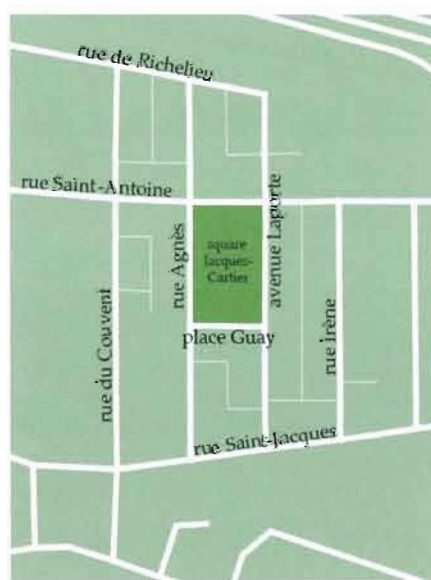 rue de Richelieu
rue Saint-Antoine
rue Agnès
square
Jacques-
Cartier
avenue Laporte
place Guay
rue du Couvent
rue Irène
rue Saint-Jacques